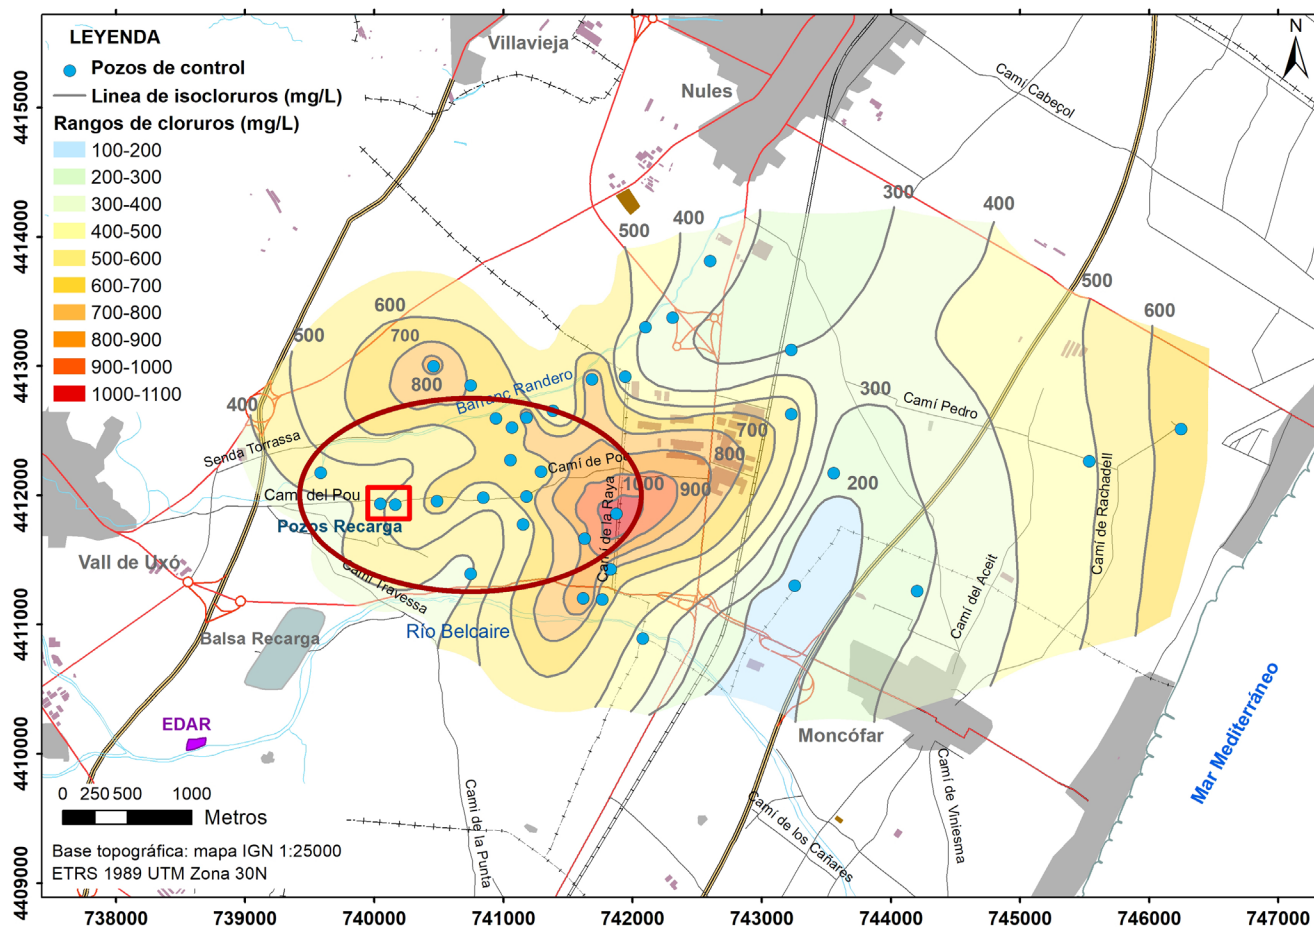 LEYENDA
Pozos de control
Linea de isocloruros (mg/L)
Rangos de cloruros (mg/L)
100-200
200-300
300-400
400-500
500-600
600-700
700-800
800-900
900-1000
1000-1100
Villavieja
Nules
N
Camí Cabeçol
300
400
400
500
500
600
600
500
700
800
400
Barranc Randero
300
Camí Pedro
700
800
Senda Torrassa
Camí de Pou
1000
900
200
Camí del Pou
Pozos Recarga
Camí de la Raya
Camí de Rachadell
Vall de Uxó
Camí Travessa
Camí del Aceit
Río Belcaire
Balsa Recarga
EDAR
Moncófar
Mar Mediterráneo
Camí de la Punta
Camí de los Cañares
Camí de Viniesma
0 250 500 1000
Metros
Base topográfica: mapa IGN 1:25000
ETRS 1989 UTM Zona 30N
4415000
4414000
4413000
4412000
4411000
4410000
4409000
738000 739000 740000 741000 742000 743000 744000 745000 746000 747000